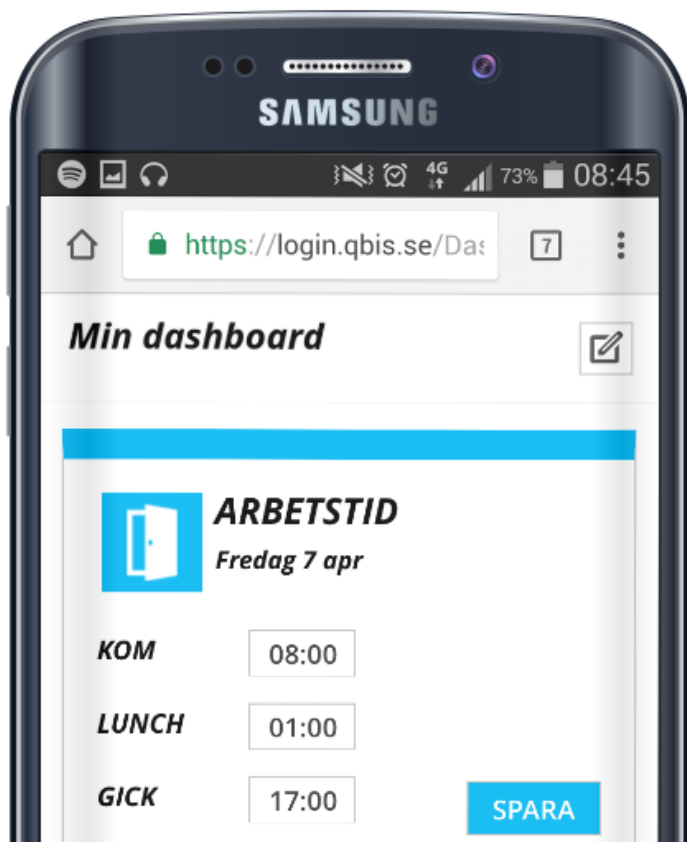 SAMSUNG
4G 73% 08:45
https://login.qbis.se/Das
7
Min dashboard
ARBETSTID
Fredag 7 apr
KOM 08:00
LUNCH 01:00
GICK 17:00
SPARA